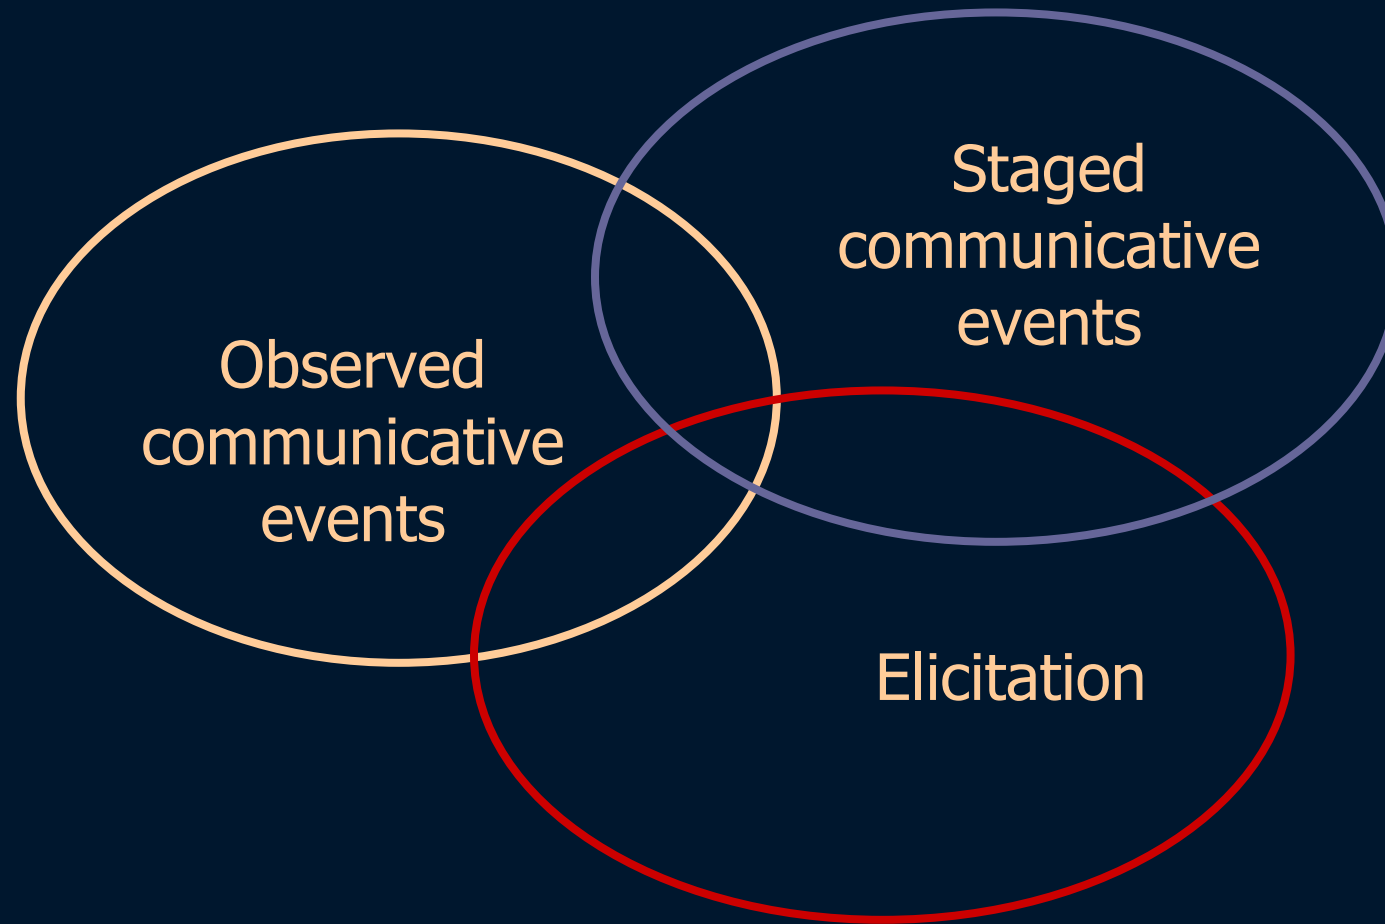 Staged
communicative
events
Observed
communicative
events
Elicitation